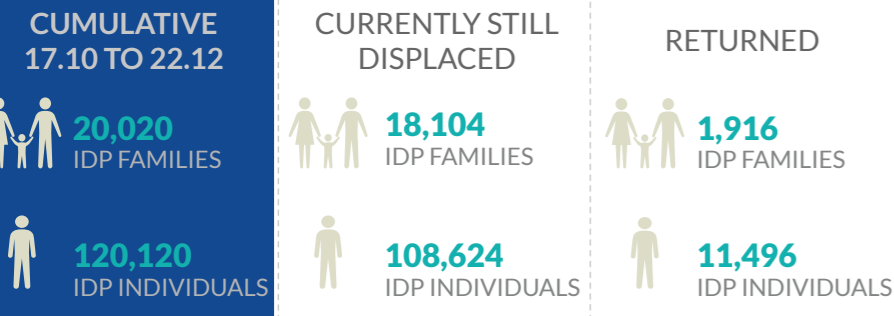 CUMULATIVE
17.10 TO 22.12
20,020
IDP FAMILIES
120,120
IDP INDIVIDUALS
CURRENTLY STILL
DISPLACED
18,104
IDP FAMILIES
108,624
IDP INDIVIDUALS
RETURNED
1,916
IDP FAMILIES
11,496
IDP INDIVIDUALS